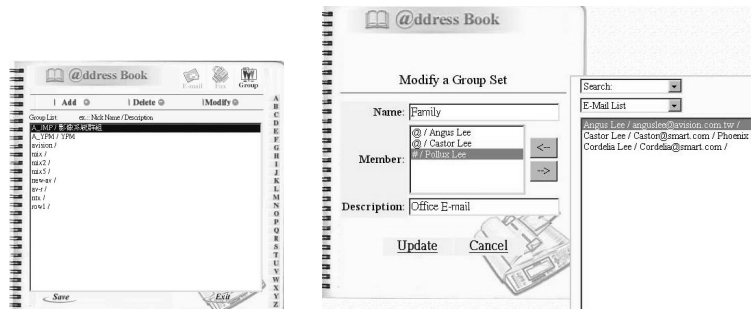 @ddress Book
E-mail Fax Group
| Add | Delete | Modify
Group List ex.: Nick Name / Description
A_JMP / 影像系統群組
A_YPM / YPM
avision /
mix /
mix2 /
mix5 /
new-av /
av-r /
mx /
row1 /
Save Exit
A
B
C
D
E
F
G
H
I
J
K
L
M
N
O
P
Q
R
S
T
U
V
W
X
Y
Z
@ddress Book
Modify a Group Set
Name: Family
Member:
@ / Angus Lee
@ / Castor Lee
# / Pollux Lee
<--
-->
Description: Office E-mail
Update Cancel
Search:
E-Mail List
Angus Lee / anguslee@avision.com.tw /
Castor Lee / Castor@smart.com / Phoenix
Cordelia Lee / Cordelia@smart.com /